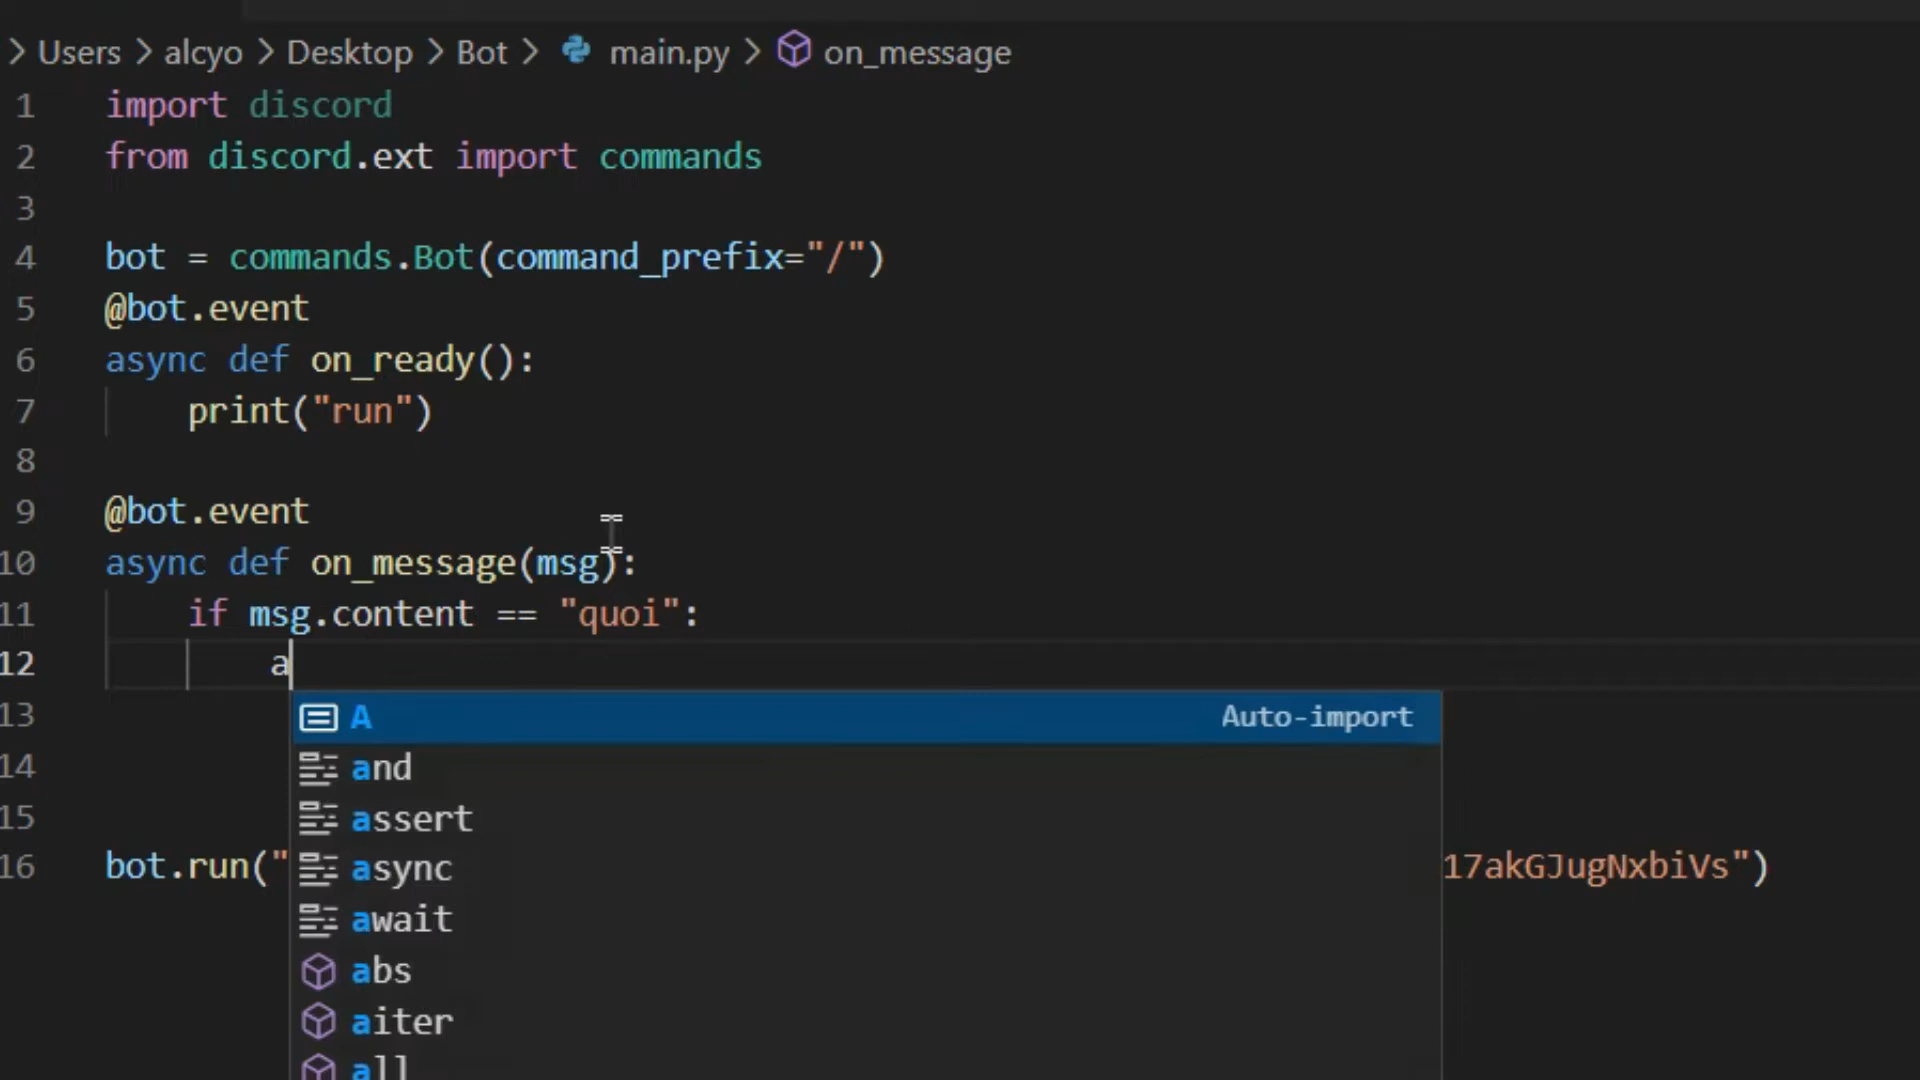 Users alcyo Desktop Bot main.py on_message
1 import discord
2 from discord.ext import commands
3
4 bot = commands.Bot(command_prefix="/")
5 @bot.event
6 async def on_ready():
7 print("run")
8
9 @bot.event
10 async def on_message(msg):
11 if msg.content == "quoi":
12 a
13 A Auto-import
14 and
15 assert
16 bot.run(" async 17akGJugNxbiVs")
await
abs
aiter
all